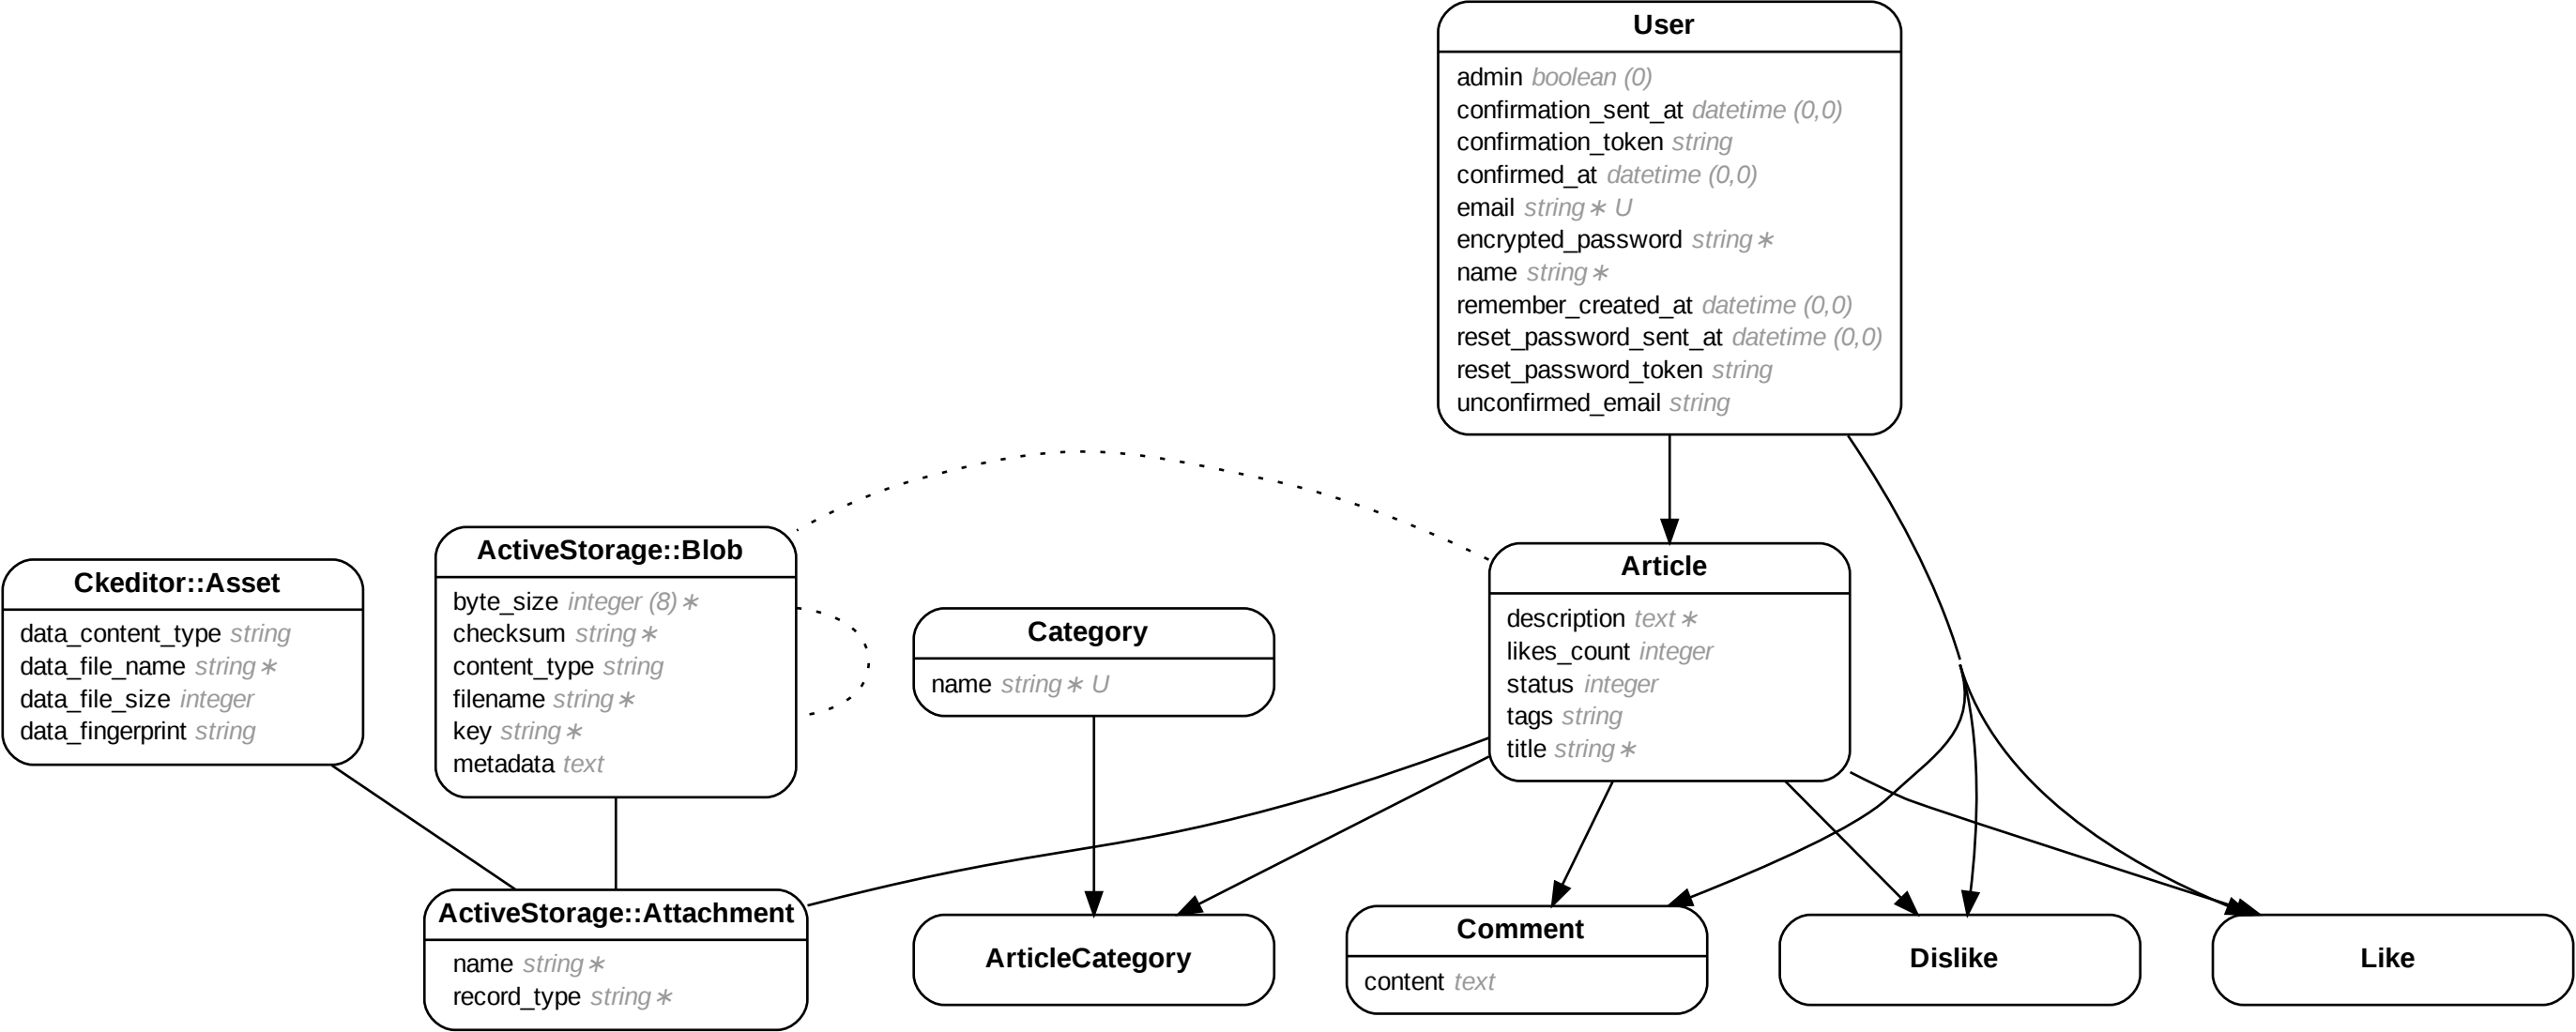 User
admin boolean (0)
confirmation_sent_at datetime (0,0)
confirmation_token string
confirmed_at datetime (0,0)
email string∗ U
encrypted_password string∗
name string∗
remember_created_at datetime (0,0)
reset_password_sent_at datetime (0,0)
reset_password_token string
unconfirmed_email string
Ckeditor::Asset
data_content_type string
data_file_name string∗
data_file_size integer
data_fingerprint string
ActiveStorage::Blob
byte_size integer (8)∗
checksum string∗
content_type string
filename string∗
key string∗
metadata text
Category
name string∗ U
Article
description text∗
likes_count integer
status integer
tags string
title string∗
ActiveStorage::Attachment
name string∗
record_type string∗
ArticleCategory
Comment
content text
Dislike
Like